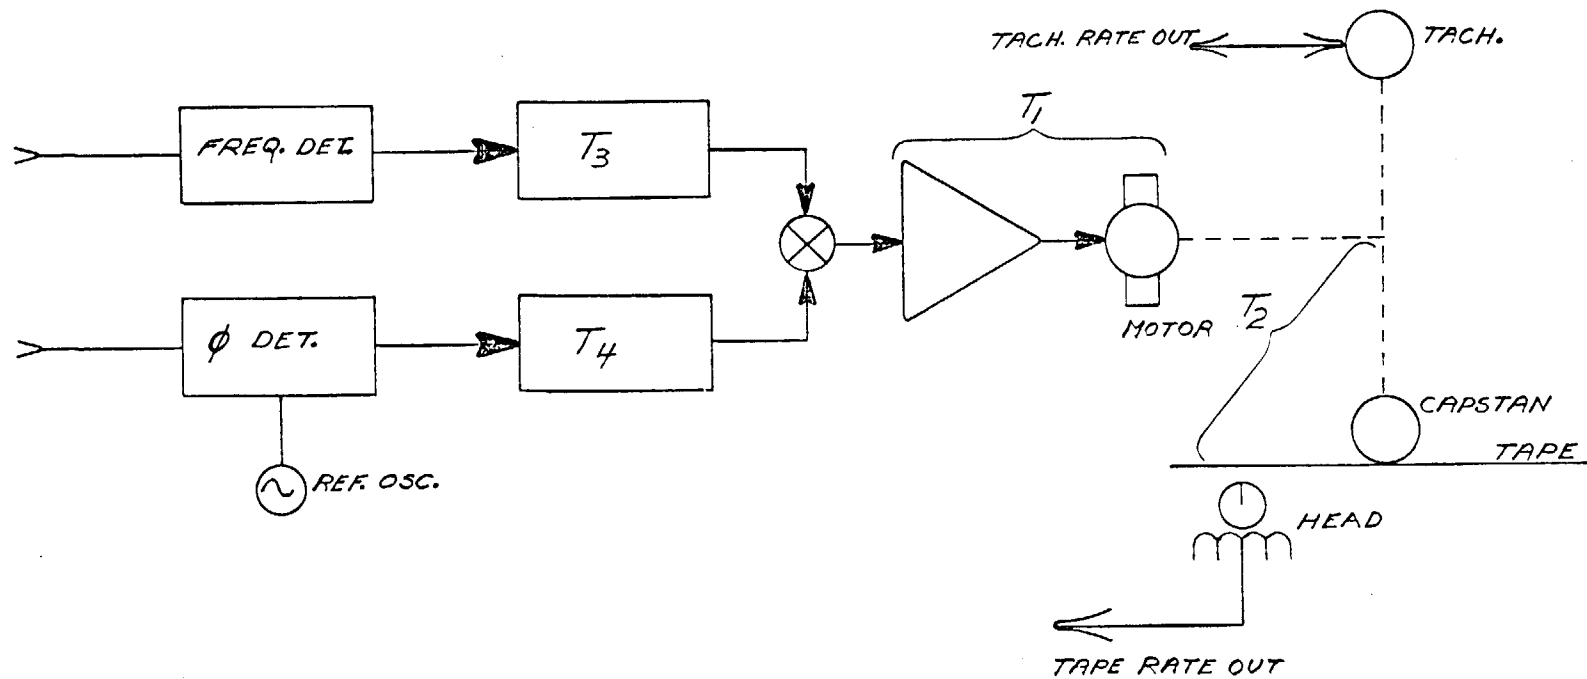 TACH. RATE OUT
TACH.
T1
FREQ. DET.
T3
MOTOR
T2
φ DET.
T4
CAPSTAN
TAPE
REF. OSC.
HEAD
TAPE RATE OUT